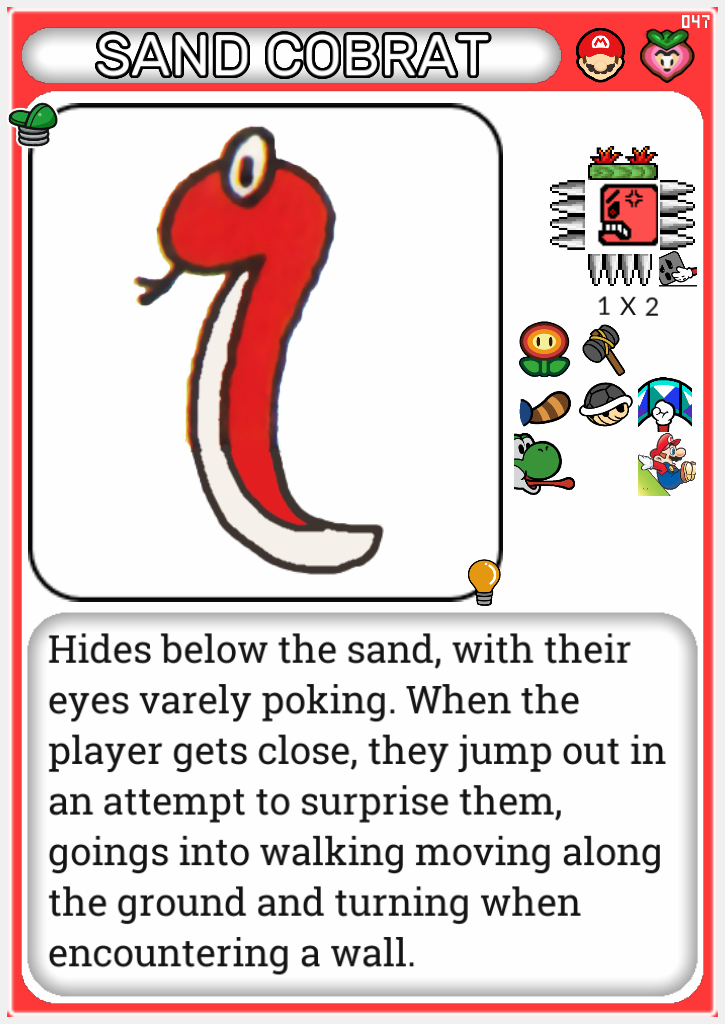 047
SAND COBRAT
M
1 X 2
Hides below the sand, with their
eyes varely poking. When the
player gets close, they jump out in
an attempt to surprise them,
goings into walking moving along
the ground and turning when
encountering a wall.